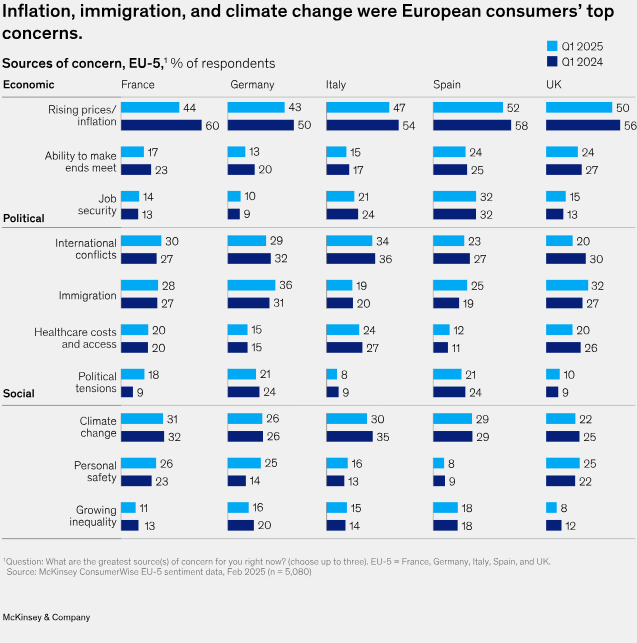 Inflation, immigration, and climate change were European consumers’ top
concerns.
Sources of concern, EU-5,¹ % of respondents
Q1 2025
Q1 2024
Economic France Germany Italy Spain UK
Rising prices/
inflation
44 43 47 52 50
60 50 54 58 56
Ability to make
ends meet
17 13 15 24 24
23 20 17 25 27
Job
security
14 10 21 32 15
13 9 24 32 13
Political
International
conflicts
30 29 34 23 20
27 32 36 27 30
Immigration
28 36 19 25 32
27 31 20 19 27
Healthcare costs
and access
20 15 24 12 20
20 15 27 11 26
Political
tensions
18 21 8 21 10
9 24 9 24 9
Social
Climate
change
31 26 30 29 22
32 26 35 29 25
Personal
safety
26 25 16 8 25
23 14 13 9 22
Growing
inequality
11 16 15 18 8
13 20 14 18 12
¹Question: What are the greatest source(s) of concern for you right now? (choose up to three). EU-5 = France, Germany, Italy, Spain, and UK.
Source: McKinsey ConsumerWise EU-5 sentiment data, Feb 2025 (n = 5,080)
McKinsey & Company